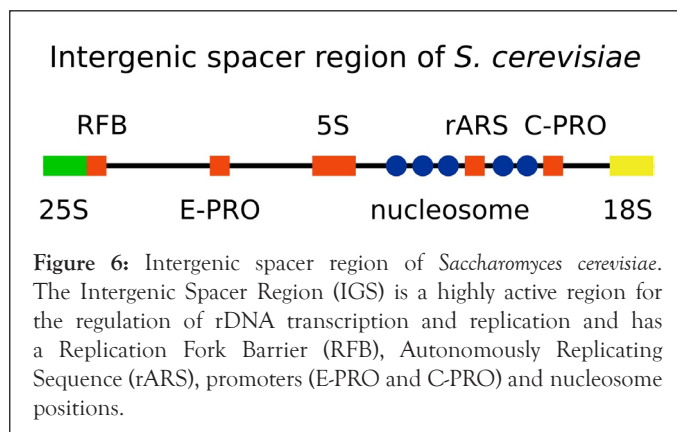 Intergenic spacer region of S. cerevisiae
RFB 5S rARS C-PRO
25S E-PRO nucleosome 18S
Figure 6: Intergenic spacer region of Saccharomyces cerevisiae.
The Intergenic Spacer Region (IGS) is a highly active region for
the regulation of rDNA transcription and replication and has
a Replication Fork Barrier (RFB), Autonomously Replicating
Sequence (rARS), promoters (E-PRO and C-PRO) and nucleosome
positions.